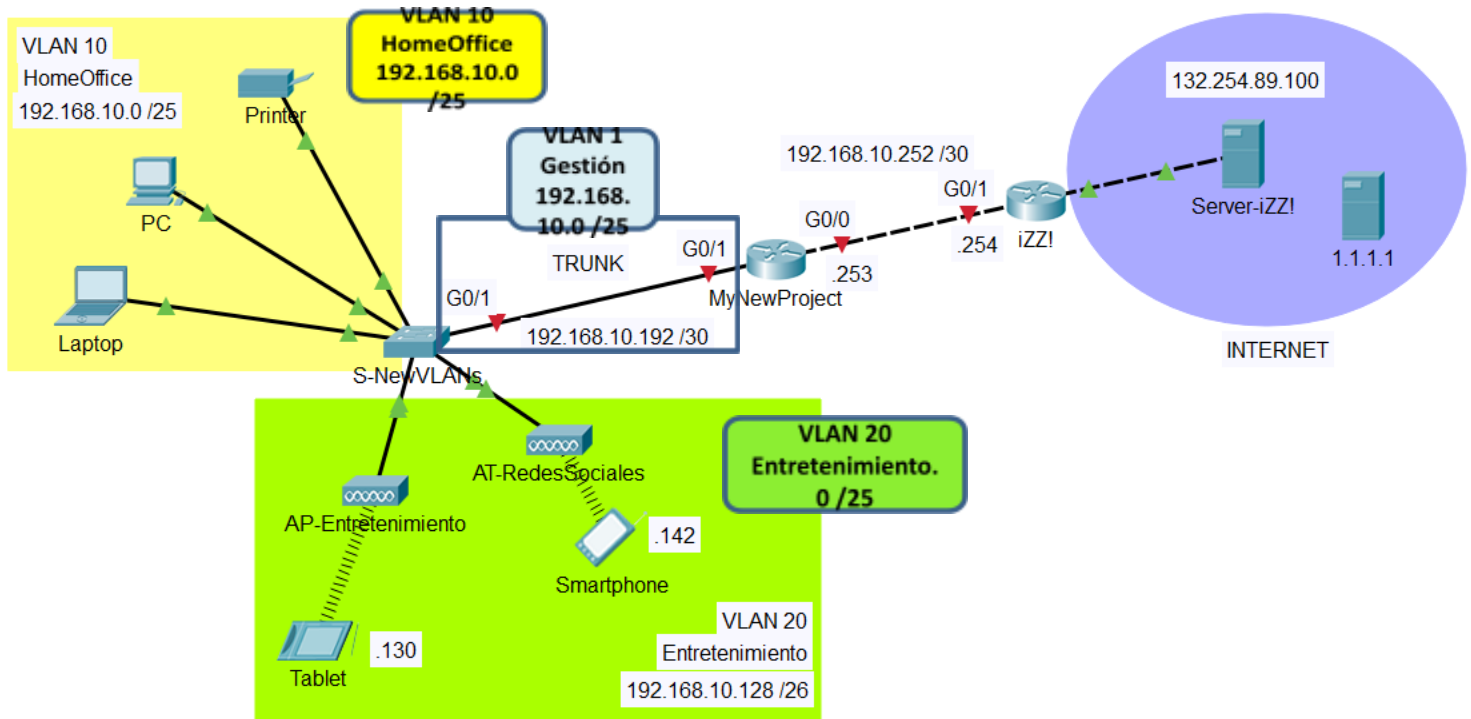 VLAN 10
HomeOffice
192.168.10.0 /25
Printer
PC
Laptop
VLAN 10
HomeOffice
192.168.10.0
/25
VLAN 1
Gestión
192.168.
10.0 /25
TRUNK
G0/1
G0/1
192.168.10.192 /30
S-NewVLANs
MyNewProject
G0/0
.253
192.168.10.252 /30
G0/1
.254
iZZ!
132.254.89.100
Server-iZZ!
1.1.1.1
INTERNET
AT-RedesSociales
AP-Entretenimiento
.142
Smartphone
.130
Tablet
VLAN 20
Entretenimiento
192.168.10.128 /26
VLAN 20
Entretenimiento.
0 /25